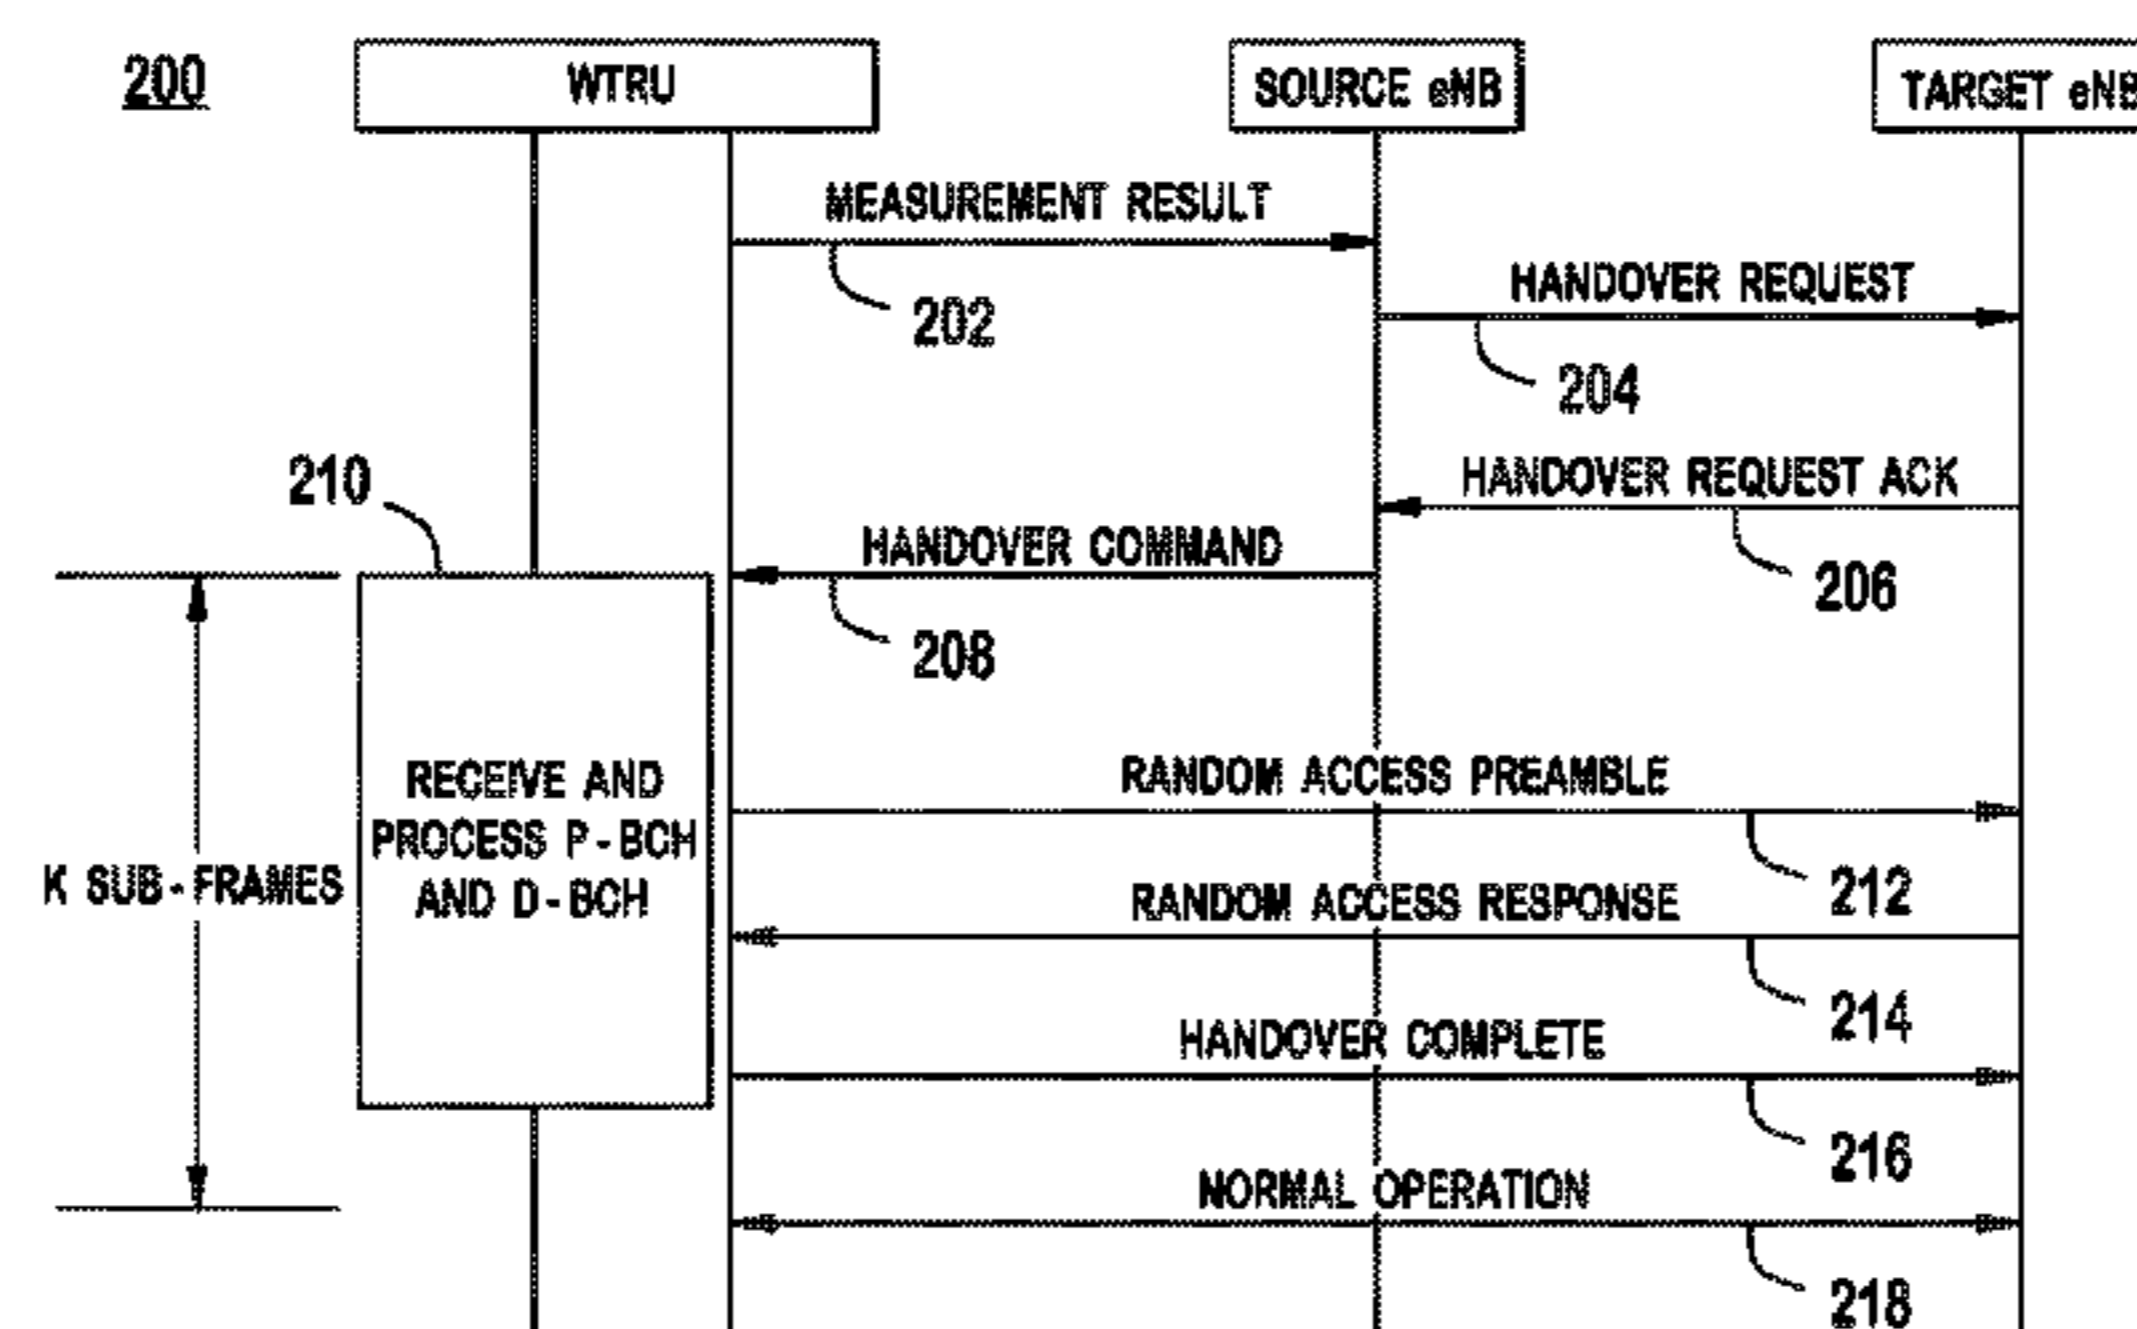 200
WTRU
SOURCE eNB
TARGET eNB
MEASUREMENT RESULT
202
HANDOVER REQUEST
204
HANDOVER REQUEST ACK
206
210
HANDOVER COMMAND
208
K SUB-FRAMES
RECEIVE AND
PROCESS P-BCH
AND D-BCH
RANDOM ACCESS PREAMBLE
212
RANDOM ACCESS RESPONSE
214
HANDOVER COMPLETE
216
NORMAL OPERATION
218